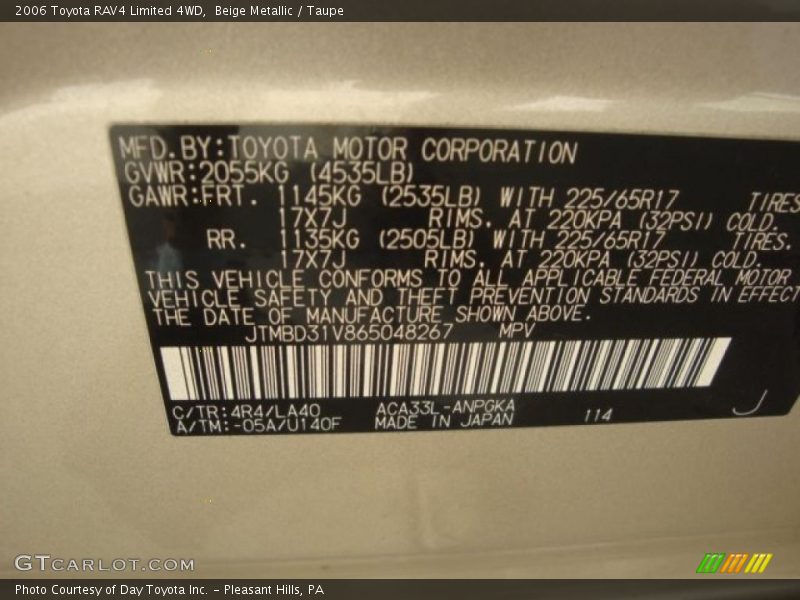 2006 Toyota RAV4 Limited 4WD, Beige Metallic / Taupe
MFD.BY:TOYOTA MOTOR CORPORATION
GVWR:2055KG (4535LB)
GAWR:FRT. 1145KG (2535LB) WITH 225/65R17 TIRES
17X7J RIMS. AT 220KPA (32PSI) COLD.
RR. 1135KG (2505LB) WITH 225/65R17 TIRES.
17X7J RIMS. AT 220KPA (32PSI) COLD.
THIS VEHICLE CONFORMS TO ALL APPLICABLE FEDERAL MOTOR
VEHICLE SAFETY AND THEFT PREVENTION STANDARDS IN EFFECT
THE DATE OF MANUFACTURE SHOWN ABOVE.
JTMBD31V865048267 MPV
C/TR:4R4/LA40 ACA33L-ANPGKA
A/TM:-05A/U140F MADE IN JAPAN 114 J
GTCARLOT.COM
Photo Courtesy of Day Toyota Inc. - Pleasant Hills, PA